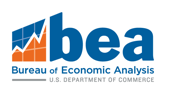 bea
Bureau of Economic Analysis
U.S. DEPARTMENT OF COMMERCE